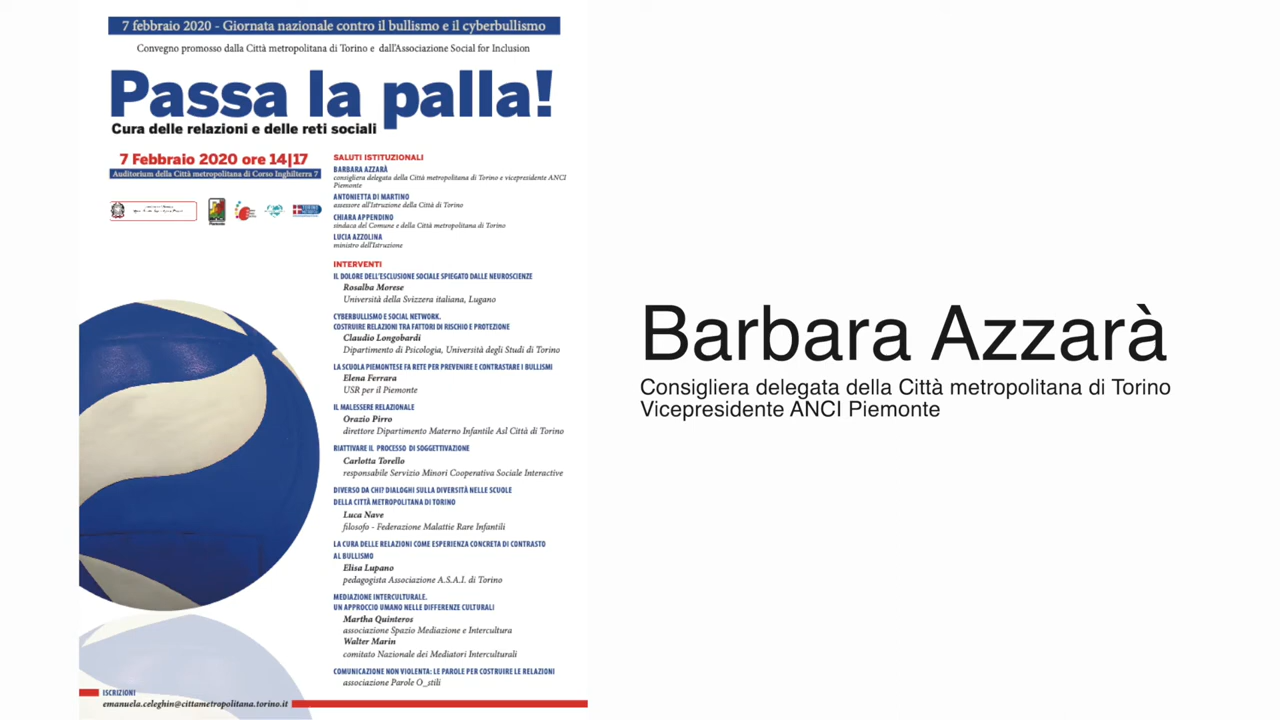 7 febbraio 2020 - Giornata nazionale contro il bullismo e il cyberbullismo
Convegno promosso dalla Città metropolitana di Torino e dall'Associazione Social for Inclusion
Passa la palla!
Cura delle relazioni e delle reti sociali
7 Febbraio 2020 ore 14|17
Auditorium della Città metropolitana di Corso Inghilterra 7
SALUTI ISTITUZIONALI
BARBARA AZZARÀ
consigliera delegata della Città metropolitana di Torino e vicepresidente ANCI
Piemonte
ANTONIETTA DI MARTINO
assessore all'Istruzione della Città di Torino
CHIARA APPENDINO
sindaca del Comune e della Città metropolitana di Torino
LUCIA AZZOLINA
ministro dell'Istruzione
INTERVENTI
IL DOLORE DELL'ESCLUSIONE SOCIALE SPIEGATO DALLE NEUROSCIENZE
Rosalba Morese
Università della Svizzera italiana, Lugano
CYBERBULLISMO E SOCIAL NETWORK.
COSTRUIRE RELAZIONI TRA FATTORI DI RISCHIO E PROTEZIONE
Claudio Longobardi
Dipartimento di Psicologia, Università degli Studi di Torino
LA SCUOLA PIEMONTESE FA RETE PER PREVENIRE E CONTRASTARE I BULLISMI
Elena Ferrara
USR per il Piemonte
IL MALESSERE RELAZIONALE
Orazio Pirro
direttore Dipartimento Materno Infantile Asl Città di Torino
RIATTIVARE IL PROCESSO DI SOGGETTIVAZIONE
Carlotta Torello
responsabile Servizio Minori Cooperativa Sociale Interactive
DIVERSO DA CHI? DIALOGHI SULLA DIVERSITÀ NELLE SCUOLE
DELLA CITTÀ METROPOLITANA DI TORINO
Luca Nave
filosofo - Federazione Malattie Rare Infantili
LA CURA DELLE RELAZIONI COME ESPERIENZA CONCRETA DI CONTRASTO
AL BULLISMO
Elisa Lupano
pedagogista Associazione A.S.A.I. di Torino
MEDIAZIONE INTERCULTURALE.
UN APPROCCIO UMANO NELLE DIFFERENZE CULTURALI
Martha Quinteros
associazione Spazio Mediazione e Intercultura
Walter Marin
comitato Nazionale dei Mediatori Interculturali
COMUNICAZIONE NON VIOLENTA: LE PAROLE PER COSTRUIRE LE RELAZIONI
associazione Parole O_stili
ISCRIZIONI
emanuela.celeghin@cittametropolitana.torino.it
Barbara Azzarà
Consigliera delegata della Città metropolitana di Torino
Vicepresidente ANCI Piemonte